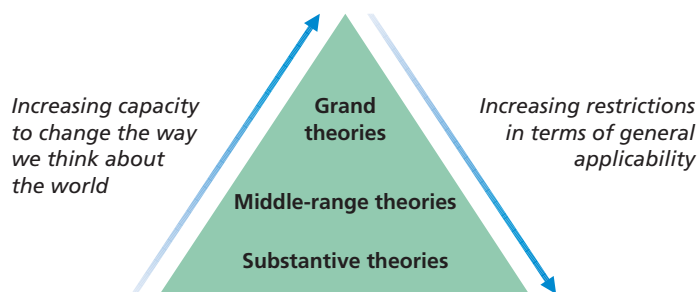 Increasing capacity
to change the way
we think about
the world
Grand
theories
Middle-range theories
Substantive theories
Increasing restrictions
in terms of general
applicability